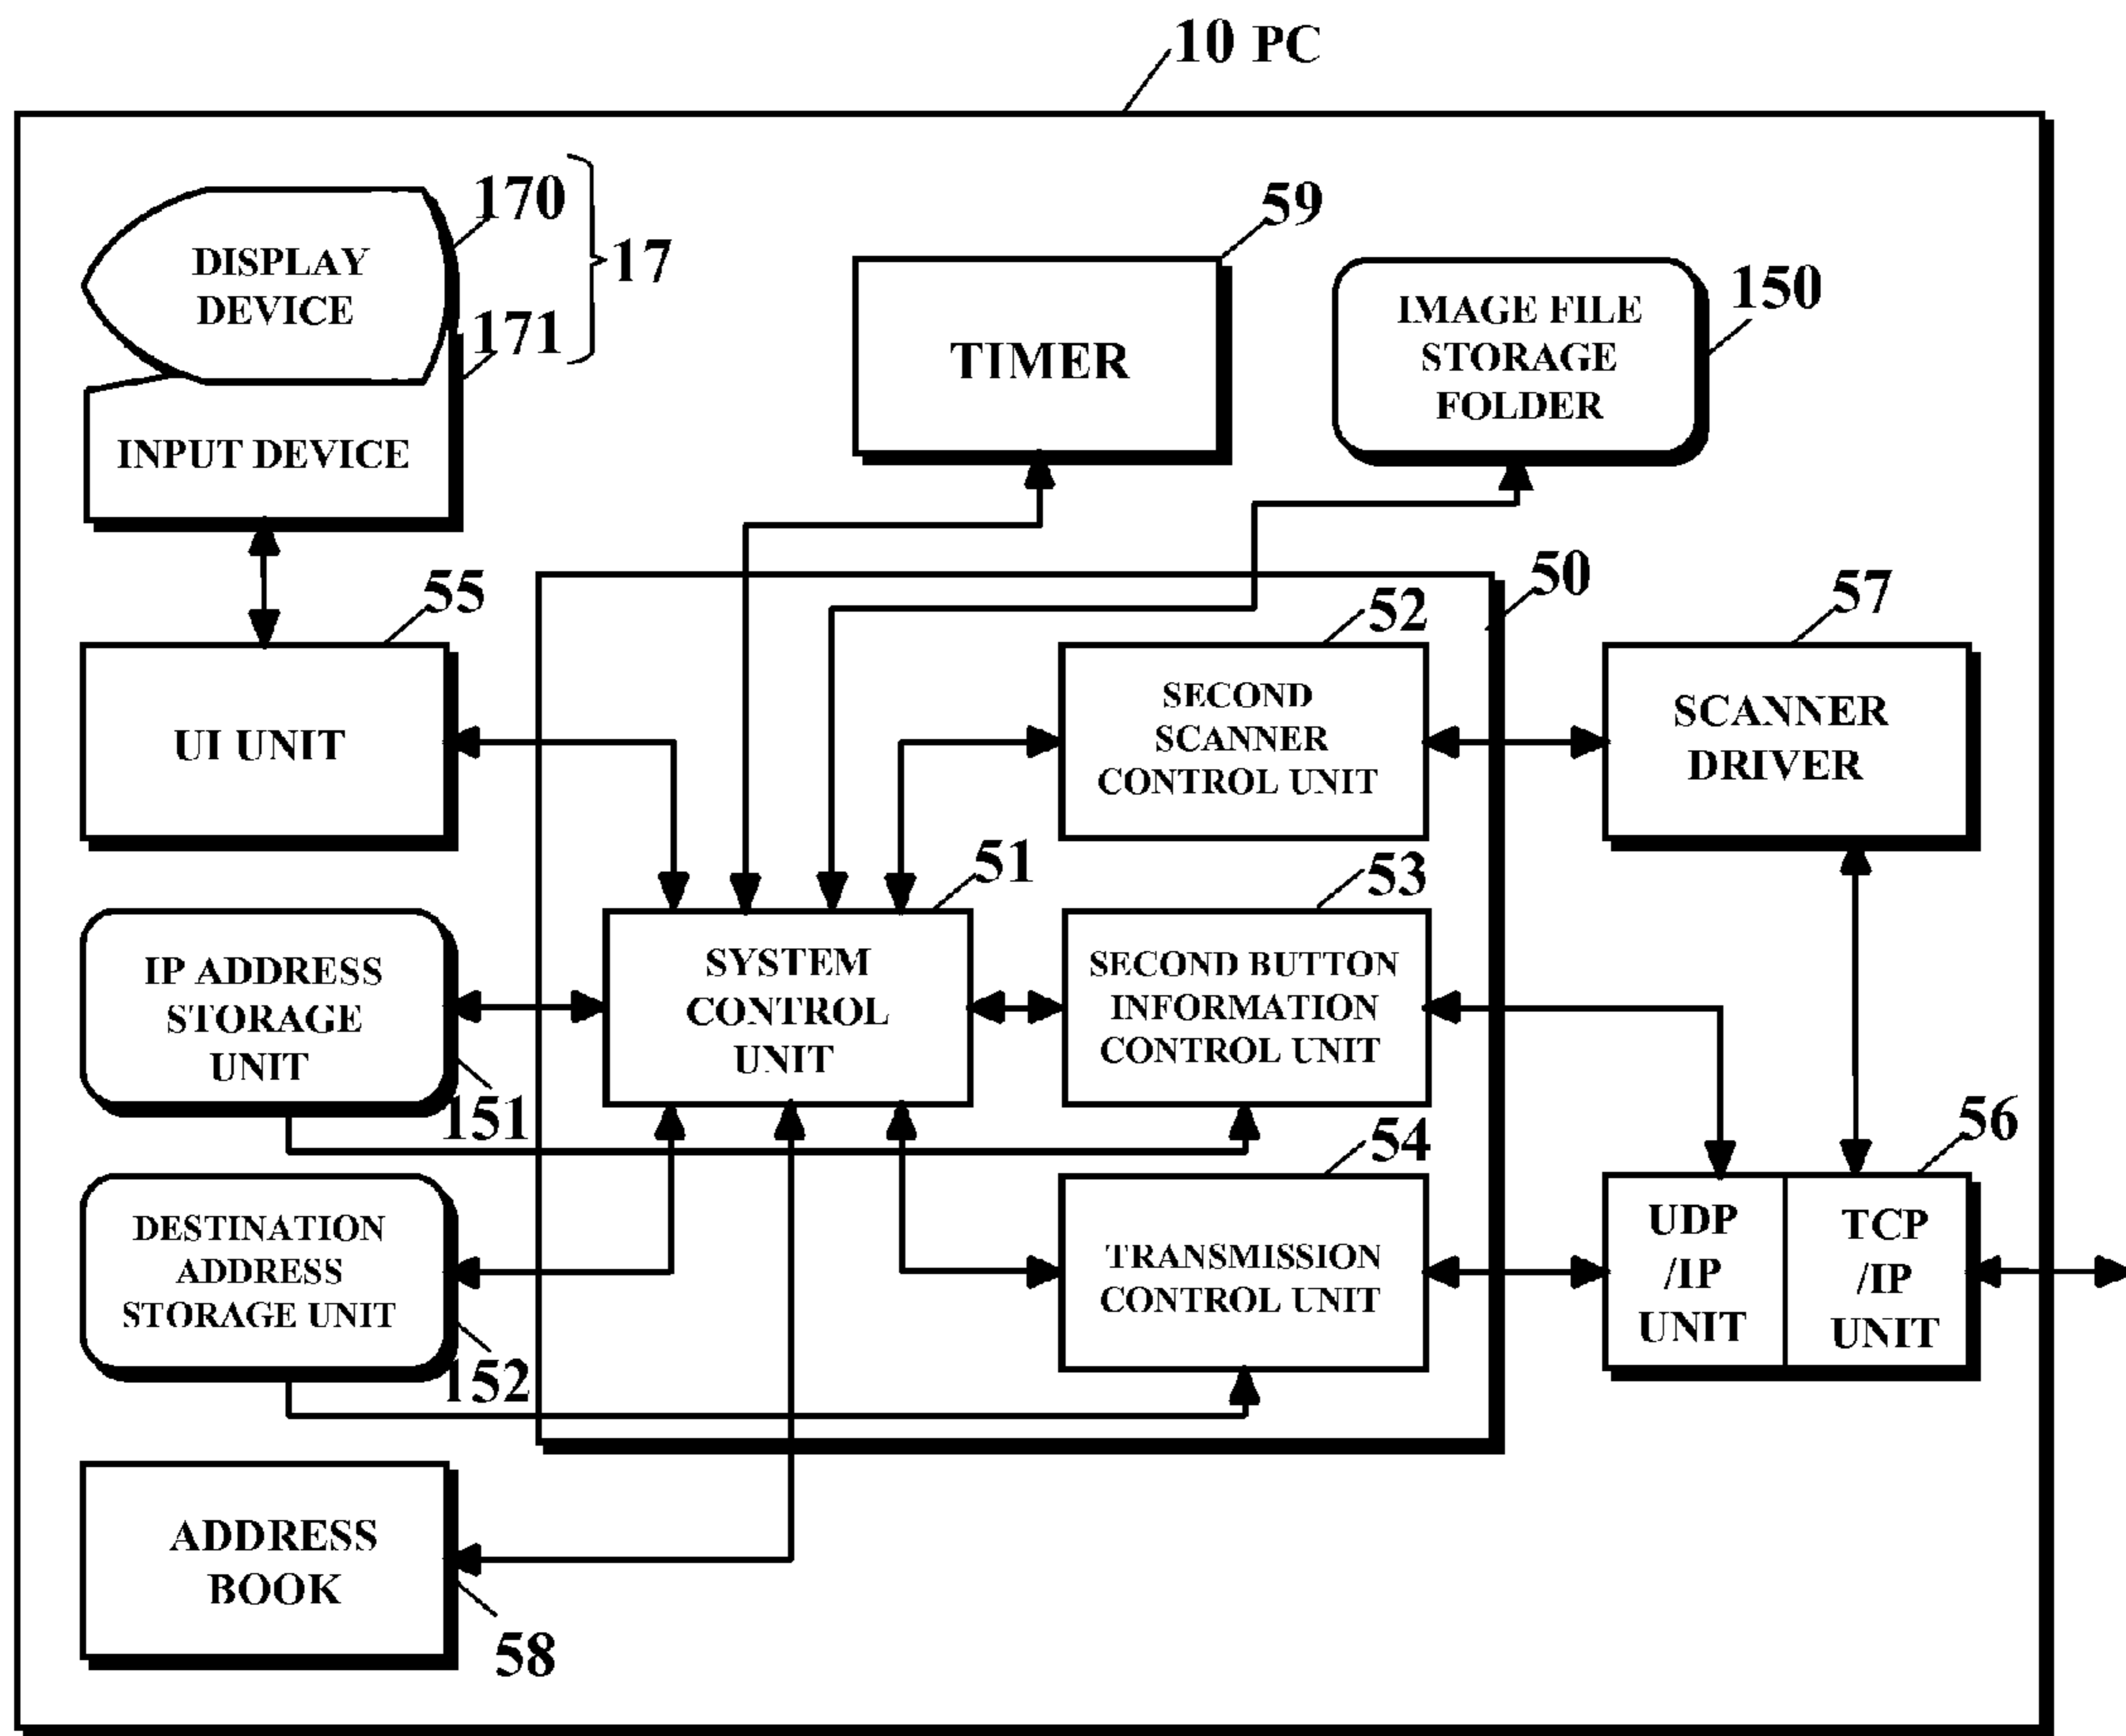 10 PC
170
17
171
DISPLAY
DEVICE
INPUT DEVICE
59
TIMER
150
IMAGE FILE
STORAGE
FOLDER
55
UI UNIT
50
52
SECOND
SCANNER
CONTROL UNIT
57
SCANNER
DRIVER
51
SYSTEM
CONTROL
UNIT
53
SECOND BUTTON
INFORMATION
CONTROL UNIT
IP ADDRESS
STORAGE
UNIT
151
54
TRANSMISSION
CONTROL UNIT
56
UDP
/IP
UNIT
TCP
/IP
UNIT
DESTINATION
ADDRESS
STORAGE UNIT
152
ADDRESS
BOOK
58